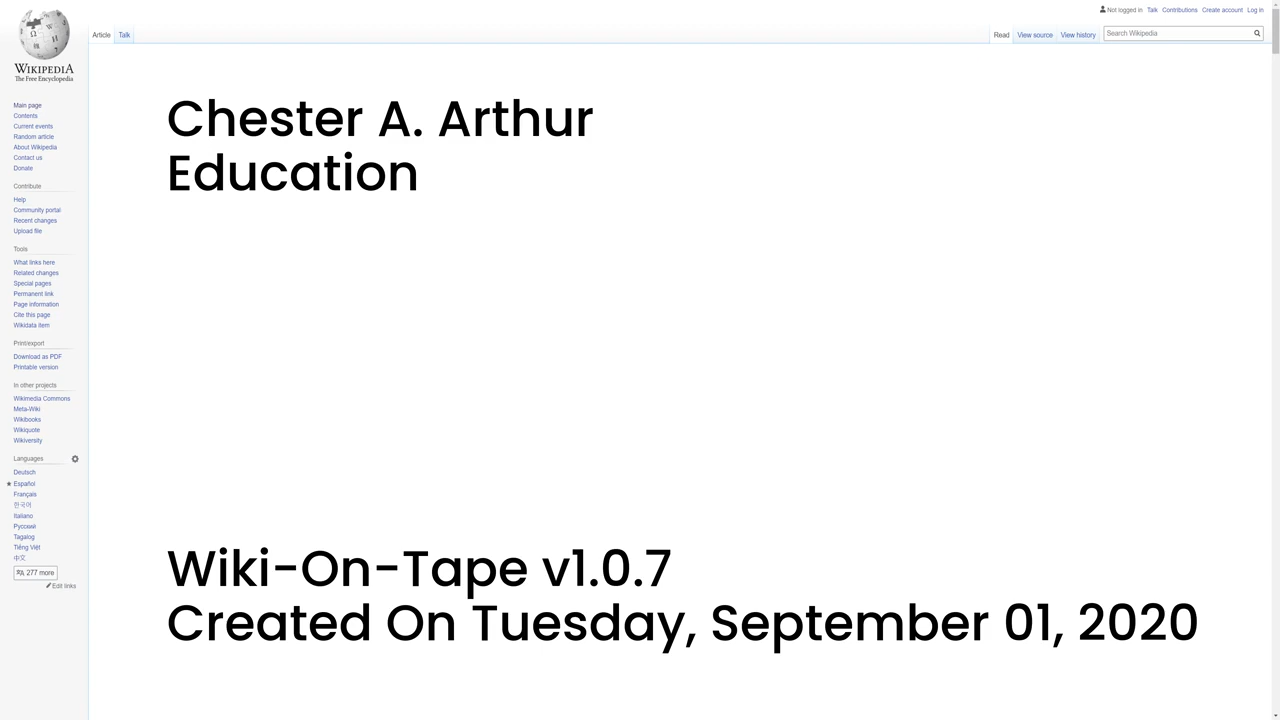 Not logged in Talk Contributions Create account Log in
Article Talk Read View source View history Search Wikipedia
WIKIPEDIA
The Free Encyclopedia
Main page
Contents
Current events
Random article
About Wikipedia
Contact us
Donate
Contribute
Help
Community portal
Recent changes
Upload file
Tools
What links here
Related changes
Special pages
Permanent link
Page information
Cite this page
Wikidata item
Print/export
Download as PDF
Printable version
In other projects
Wikimedia Commons
Meta-Wiki
Wikibooks
Wikiquote
Wikiversity
Languages
Deutsch
Español
Français
한국어
Italiano
Русский
Tagalog
Tiếng Việt
中文
277 more
Edit links
Chester A. Arthur
Education
Wiki-On-Tape v1.0.7
Created On Tuesday, September 01, 2020